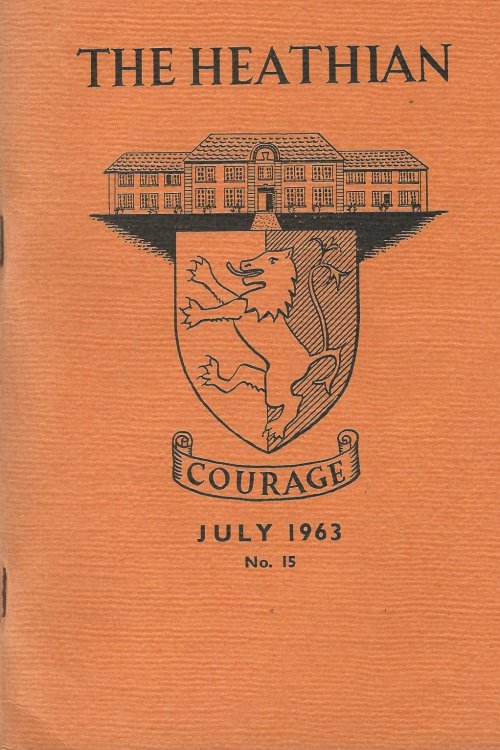 THE HEATHIAN
COURAGE
JULY 1963
No. 15